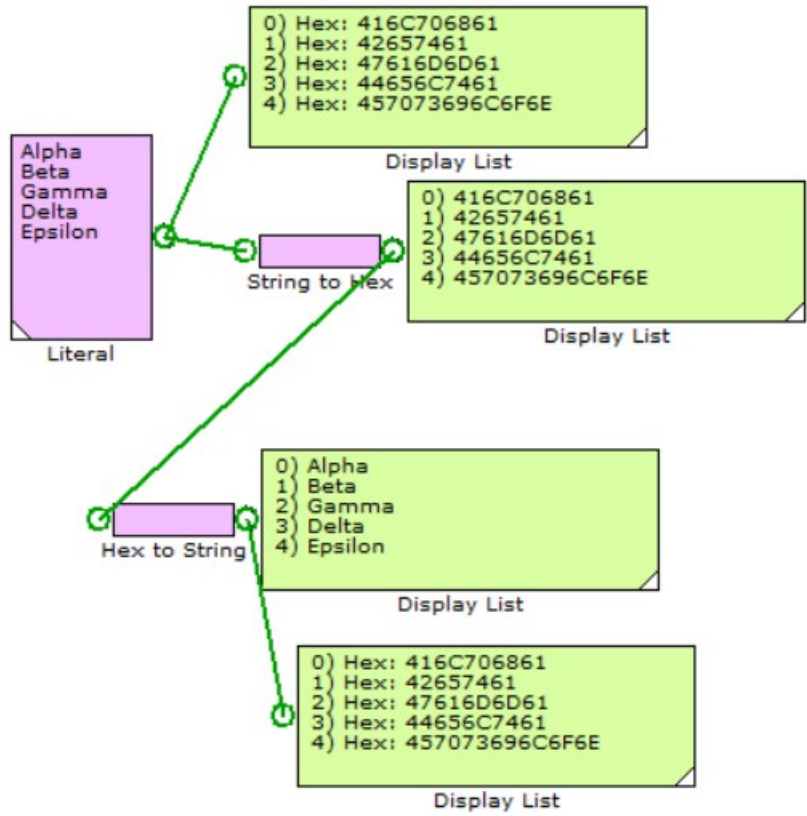 0) Hex: 416C706861
1) Hex: 42657461
2) Hex: 47616D6D61
3) Hex: 44656C7461
4) Hex: 457073696C6F6E
Display List
Alpha
Beta
Gamma
Delta
Epsilon
Literal
String to Hex
0) 416C706861
1) 42657461
2) 47616D6D61
3) 44656C7461
4) 457073696C6F6E
Display List
Hex to String
0) Alpha
1) Beta
2) Gamma
3) Delta
4) Epsilon
Display List
0) Hex: 416C706861
1) Hex: 42657461
2) Hex: 47616D6D61
3) Hex: 44656C7461
4) Hex: 457073696C6F6E
Display List